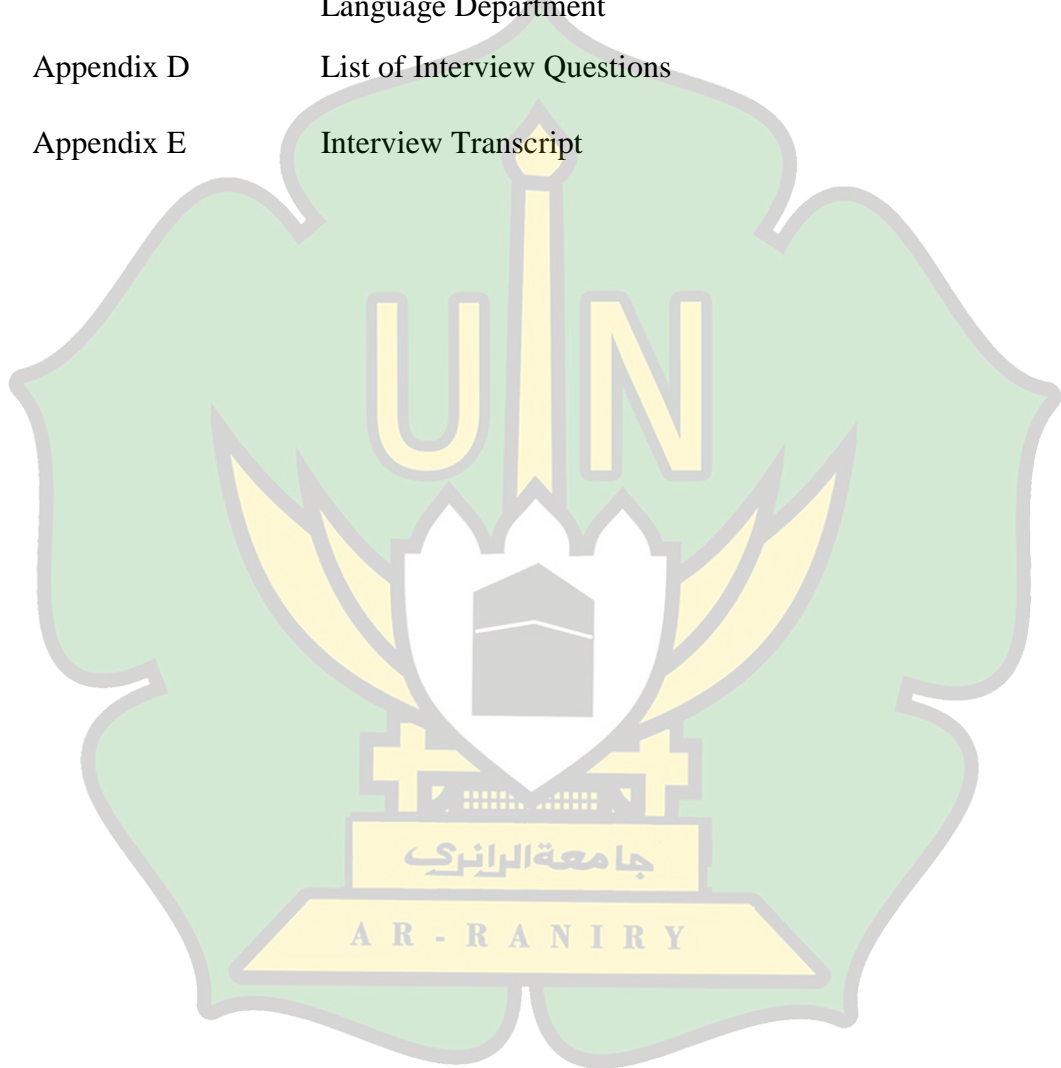 Language Department
Appendix D List of Interview Questions
Appendix E Interview Transcript
UIN
جامعة الرانري
AR - RANIRY